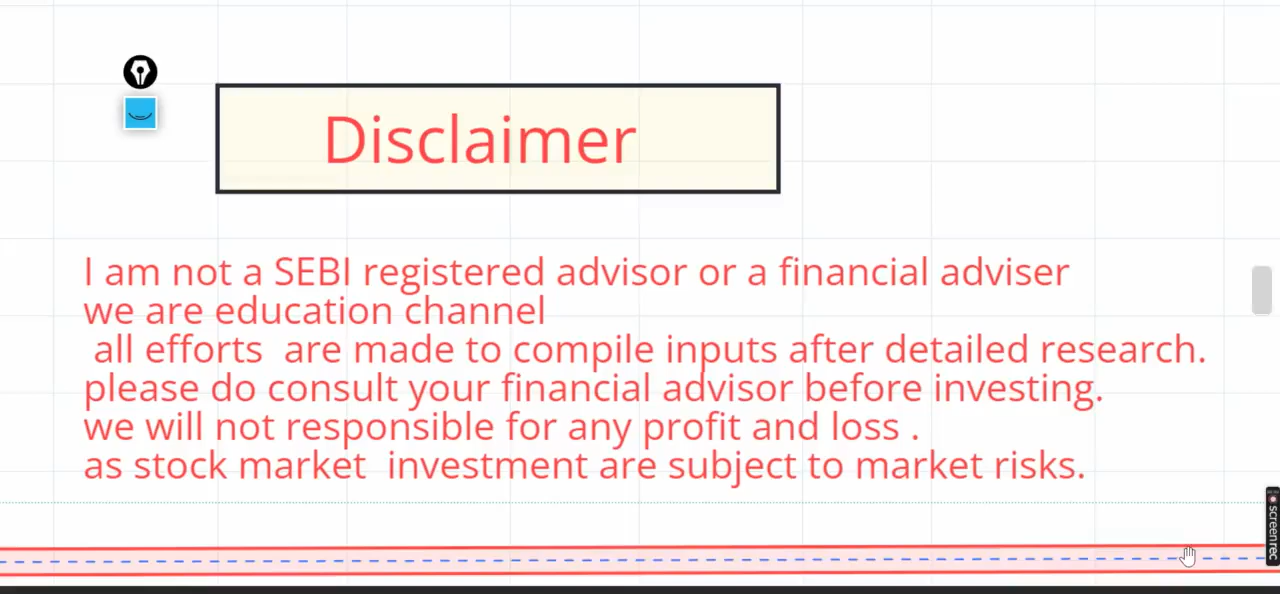 Disclaimer
I am not a SEBI registered advisor or a financial adviser
we are education channel
all efforts are made to compile inputs after detailed research.
please do consult your financial advisor before investing.
we will not responsible for any profit and loss .
as stock market investment are subject to market risks.
screenrec